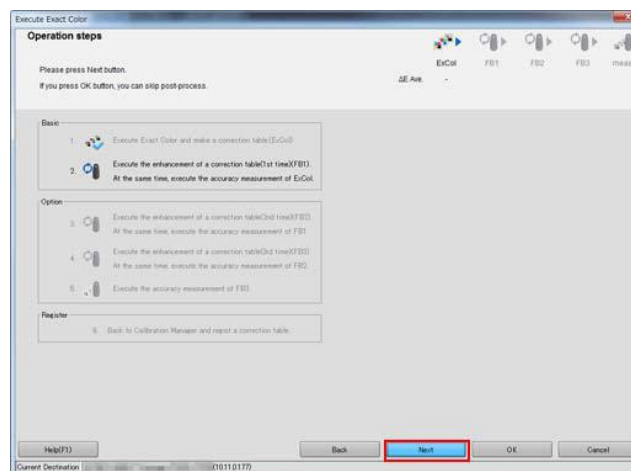 Execute Exact Color
Operation steps
Please press Next button.
If you press OK button, you can skip post-process.
ExCol FB1 FB2 FB3
ΔE Ave. -
Basic
1. Execute Exact Color and make a correction table(ExCol)
2. Execute the enhancement of a correction table(1st time)(FB1).
At the same time, execute the accuracy measurement of ExCol.
Option
3. Execute the enhancement of a correction table(2nd time)(FB2).
At the same time, execute the accuracy measurement of FB1.
4. Execute the enhancement of a correction table(3rd time)(FB3).
At the same time, execute the accuracy measurement of FB2.
5. Execute the accuracy measurement of FB3.
Register
6. Back to Calibration Manager and regist a correction table.
Help(F1) Back Next OK Cancel
Current Destination